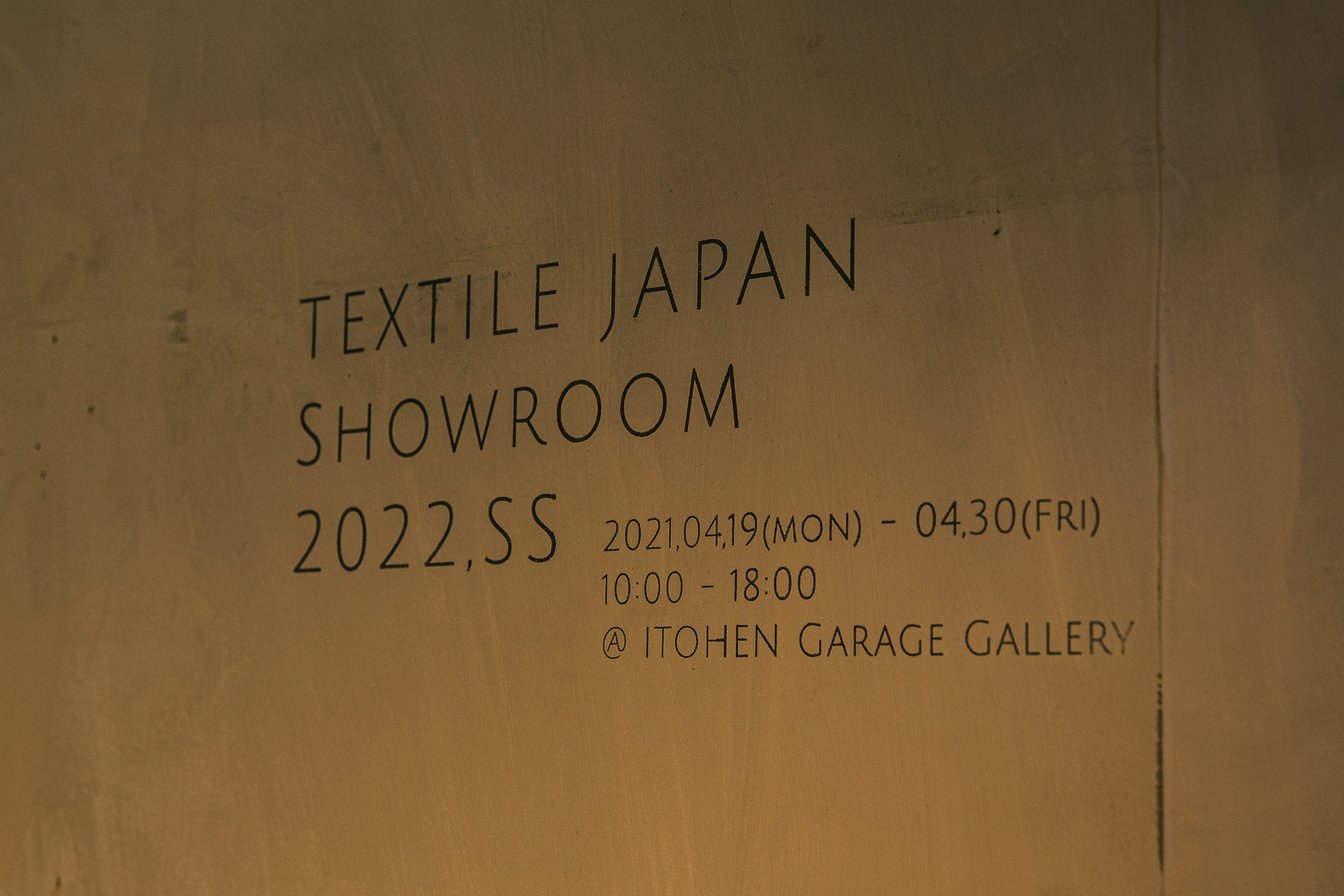 TEXTILE JAPAN
SHOWROOM
2022,SS
2021,04,19(MON) - 04,30(FRI)
10:00 - 18:00
@ ITOHEN GARAGE GALLERY